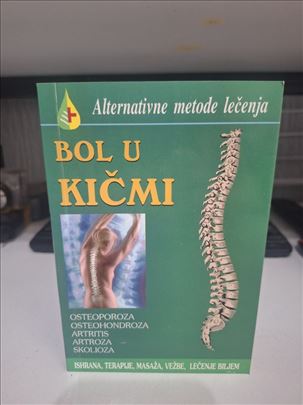 Alternativne metode lečenja
BOL U
KIČMI
OSTEOPOROZA
OSTEOHONDROZA
ARTRITIS
ARTROZA
SKOLIOZA
ISHRANA, TERAPIJE, MASAŽA, VEŽBE, LEČENJE BILJEM